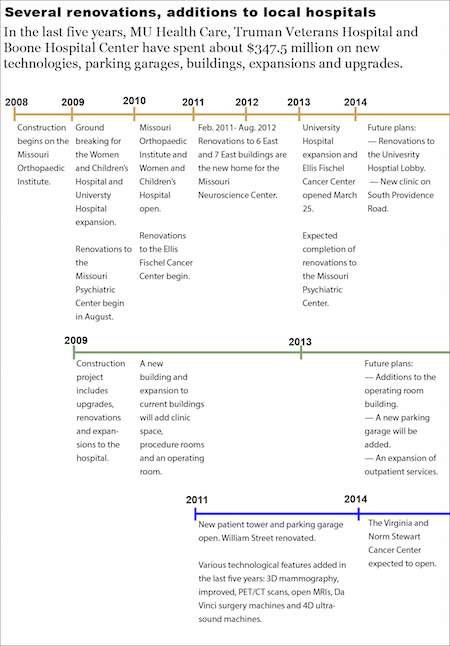 Several renovations, additions to local hospitals
In the last five years, MU Health Care, Truman Veterans Hospital and
Boone Hospital Center have spent about $347.5 million on new
technologies, parking garages, buildings, expansions and upgrades.
2008 2009 2010 2011 2012 2013 2014
Construction
begins on the
Missouri
Orthopaedic
Institute.
Ground
breaking for
the Women
and Children's
Hospital and
Universty
Hospital
expansion.
Renovations to
the
Missouri
Psychiatric
Center begin
in August.
Missouri
Orthopaedic
Institute and
Women and
Children's
Hospital
open.
Renovations
to the Ellis
Fischel Cancer
Center begin.
Feb. 2011- Aug. 2012
Renovations to 6 East
and 7 East buildings are
the new home for the
Missouri
Neuroscience Center.
University
Hospital
expansion and
Ellis Fischel
Cancer Center
opened March
25.
Expected
completion of
renovations to
the Missouri
Psychiatric
Center.
Future plans:
— Renovations to
the Univeristy
Hosptial Lobby.
— New clinic on
South Providence
Road.
2009 2013
Construction
project
includes
upgrades,
renovations
and expan-
sions to the
hospital.
A new
building and
expansion to
current buildings
will add clinic
space,
procedure rooms
and an operating
room.
Future plans:
— Additions to the
operating room
building.
— A new parking
garage will be
added.
— An expansion of
outpatient services.
2011 2014
New patient tower and parking garage
open. William Street renovated.
Various technological features added in
the last five years: 3D mammography,
improved, PET/CT scans, open MRIs, Da
Vinci surgery machines and 4D ultra-
sound machines.
The Virginia and
Norm Stewart
Cancer Center
expected to open.